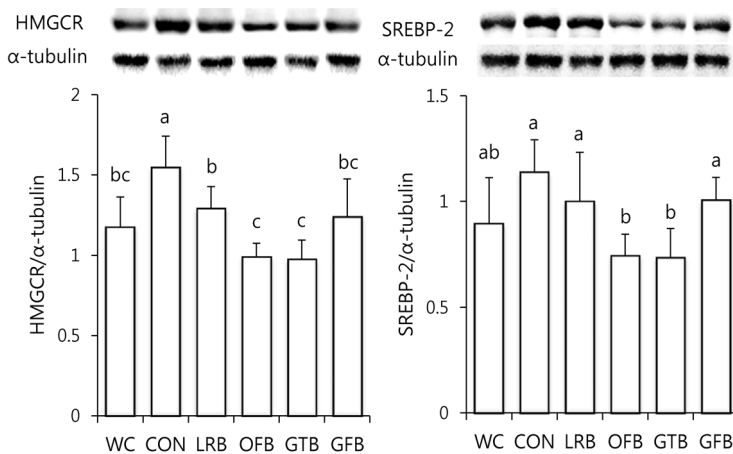 HMGCR
α-tubulin
2
1.5
1
0.5
0
HMGCR/α-tubulin
bc
a
b
c
c
bc
WC CON LRB OFB GTB GFB
SREBP-2
α-tubulin
1.5
1
0.5
0
SREBP-2/α-tubulin
ab
a
a
b
b
a
WC CON LRB OFB GTB GFB